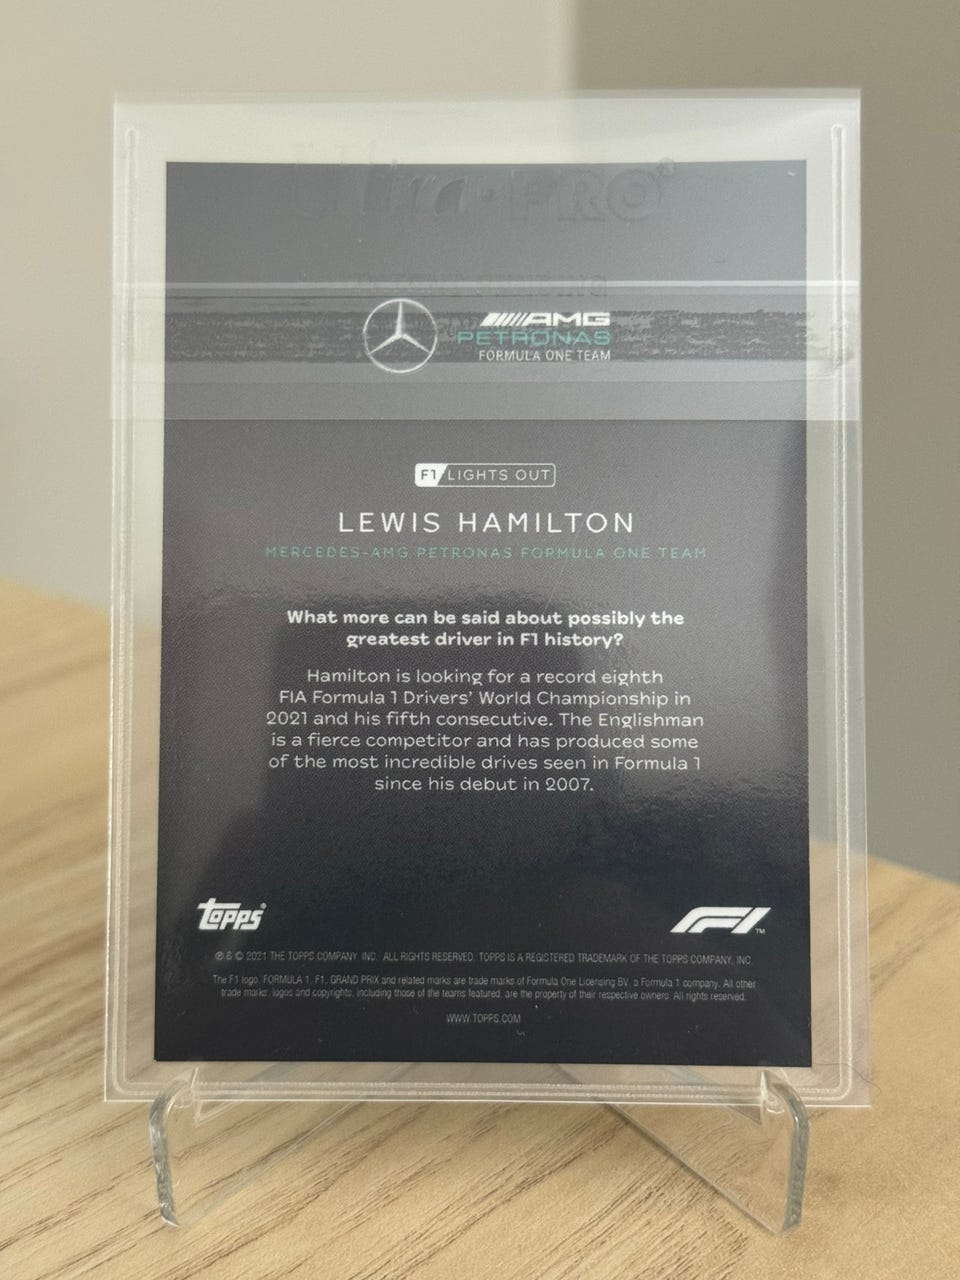 Ultra·PRO®
AMG
PETRONAS
FORMULA ONE TEAM
F1 LIGHTS OUT
LEWIS HAMILTON
MERCEDES-AMG PETRONAS FORMULA ONE TEAM
What more can be said about possibly the
greatest driver in F1 history?
Hamilton is looking for a record eighth
FIA Formula 1 Drivers' World Championship in
2021 and his fifth consecutive. The Englishman
is a fierce competitor and has produced some
of the most incredible drives seen in Formula 1
since his debut in 2007.
topps®
F1™
℗ & © 2021 THE TOPPS COMPANY, INC. ALL RIGHTS RESERVED. TOPPS IS A REGISTERED TRADEMARK OF THE TOPPS COMPANY, INC.
The F1 logo, FORMULA 1, F1, GRAND PRIX and related marks are trade marks of Formula One Licensing BV, a Formula 1 company. All other
trade marks, logos and copyrights, including those of the teams featured, are the property of their respective owners. All rights reserved.
WWW.TOPPS.COM